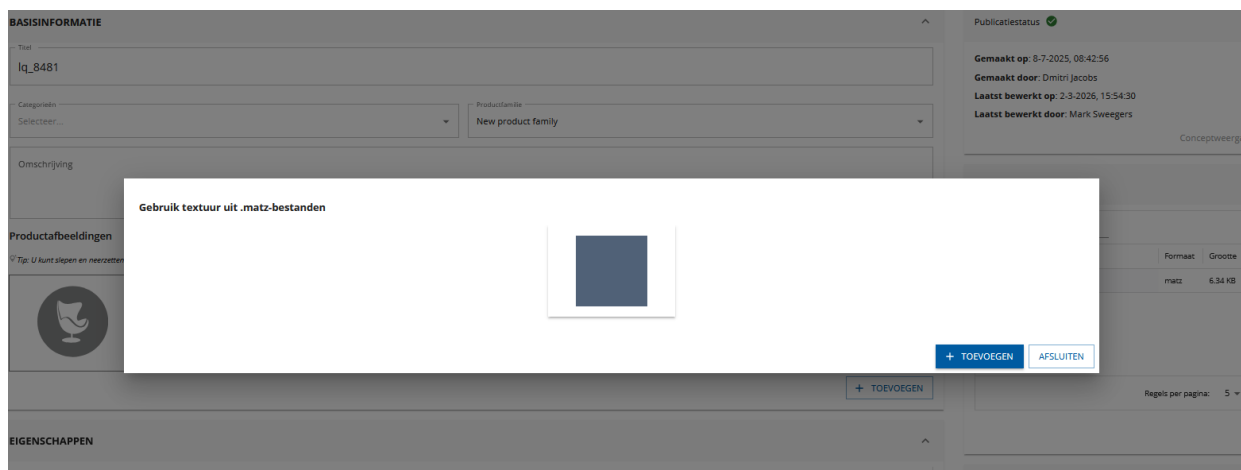 BASISINFORMATIE
Titel
lq_8481
Categorieën
Selecteer...
Productfamilie
New product family
Omschrijving
Productafbeeldingen
Tip: U kunt slepen en neerzetten
Publicatiestatus
Gemaakt op: 8-7-2025, 08:42:56
Gemaakt door: Dmitri Jacobs
Laatst bewerkt op: 2-3-2026, 15:54:30
Laatst bewerkt door: Mark Sweegers
Conceptweerga
Gebruik textuur uit .matz-bestanden
+ TOEVOEGEN
AFSLUITEN
Formaat Grootte
matz 6.34 KB
+ TOEVOEGEN
Regels per pagina: 5
EIGENSCHAPPEN